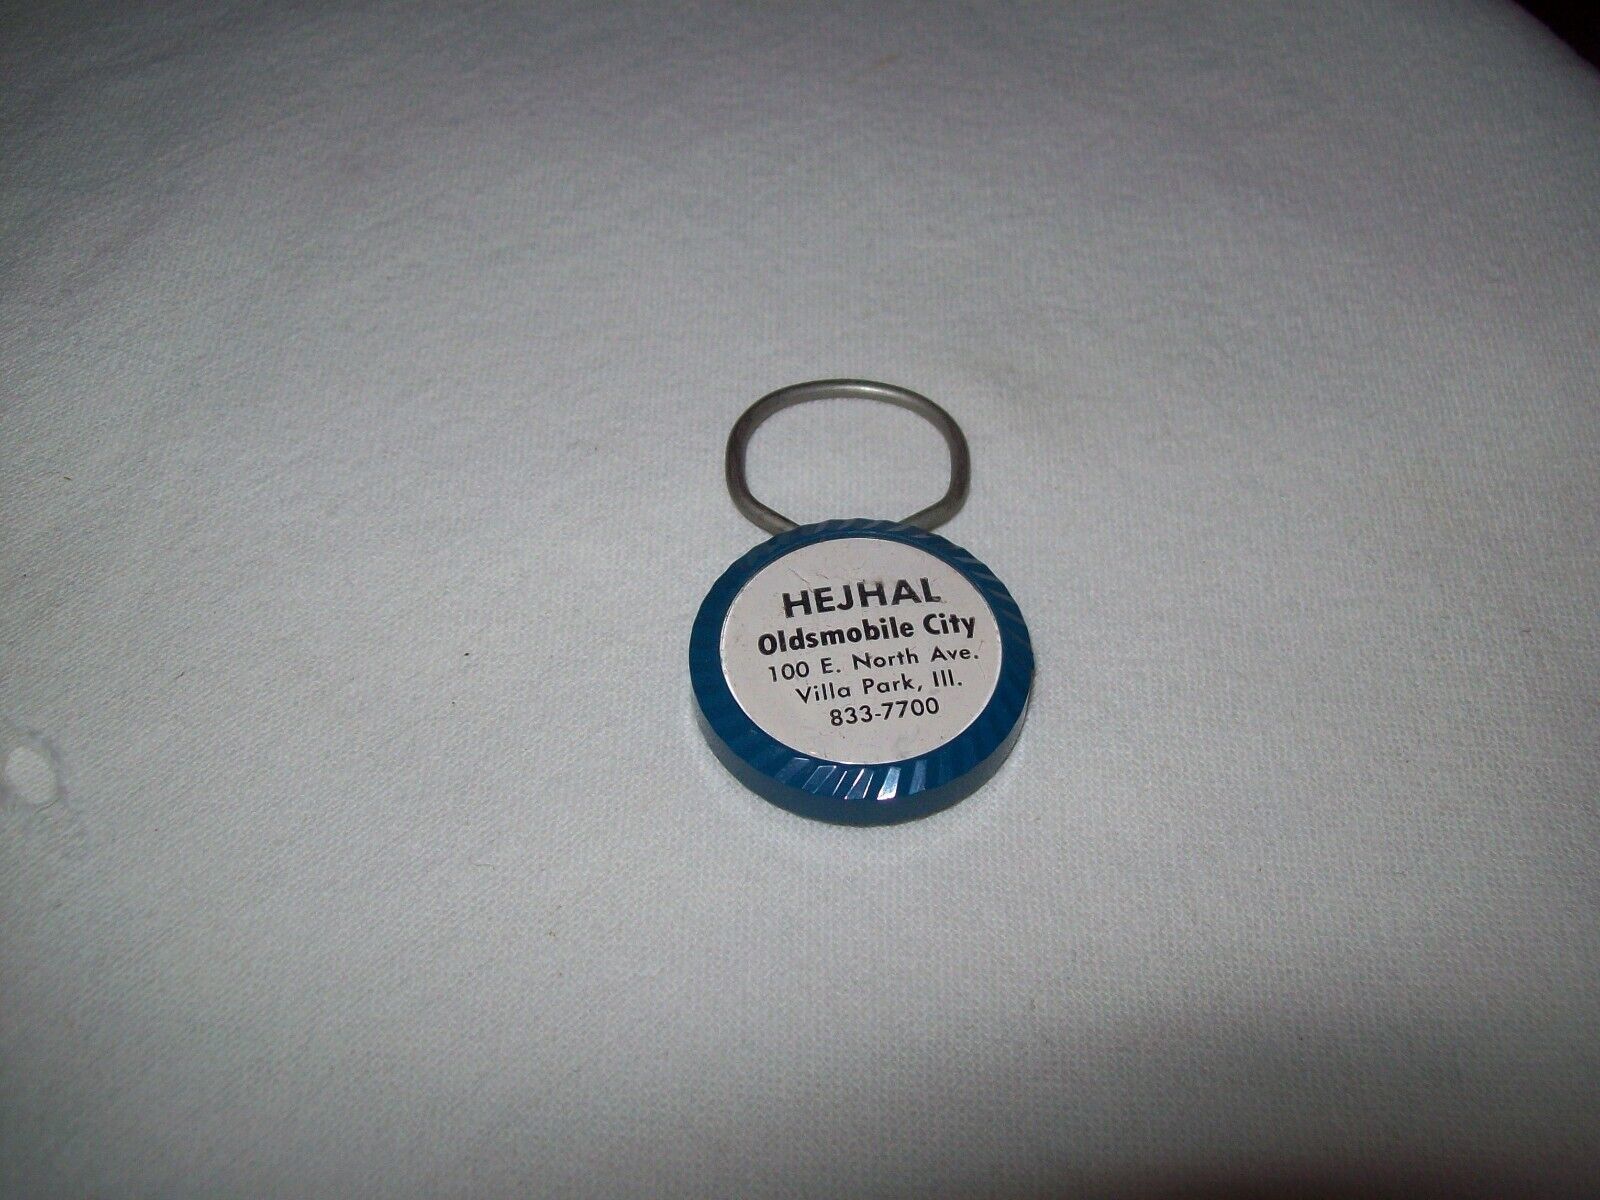 HEJHAL
Oldsmobile City
100 E. North Ave.
Villa Park, Ill.
833-7700